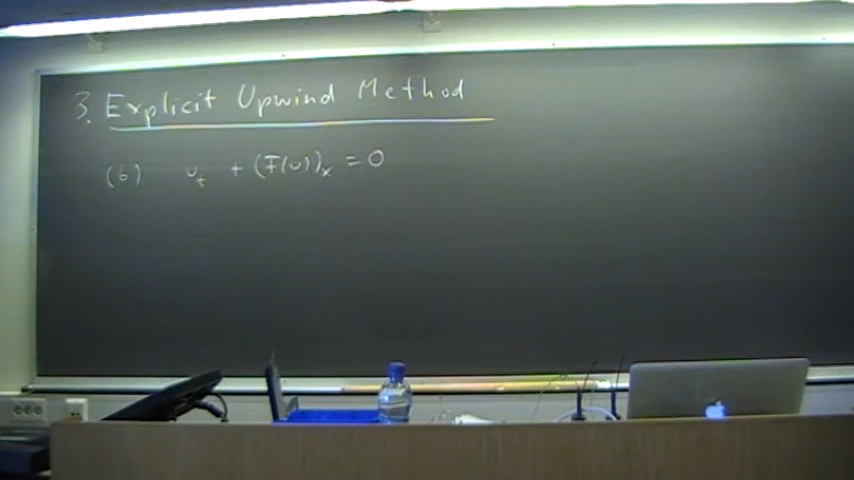 3. Explicit Upwind Method
(6) u_t + (F(u))_x = 0